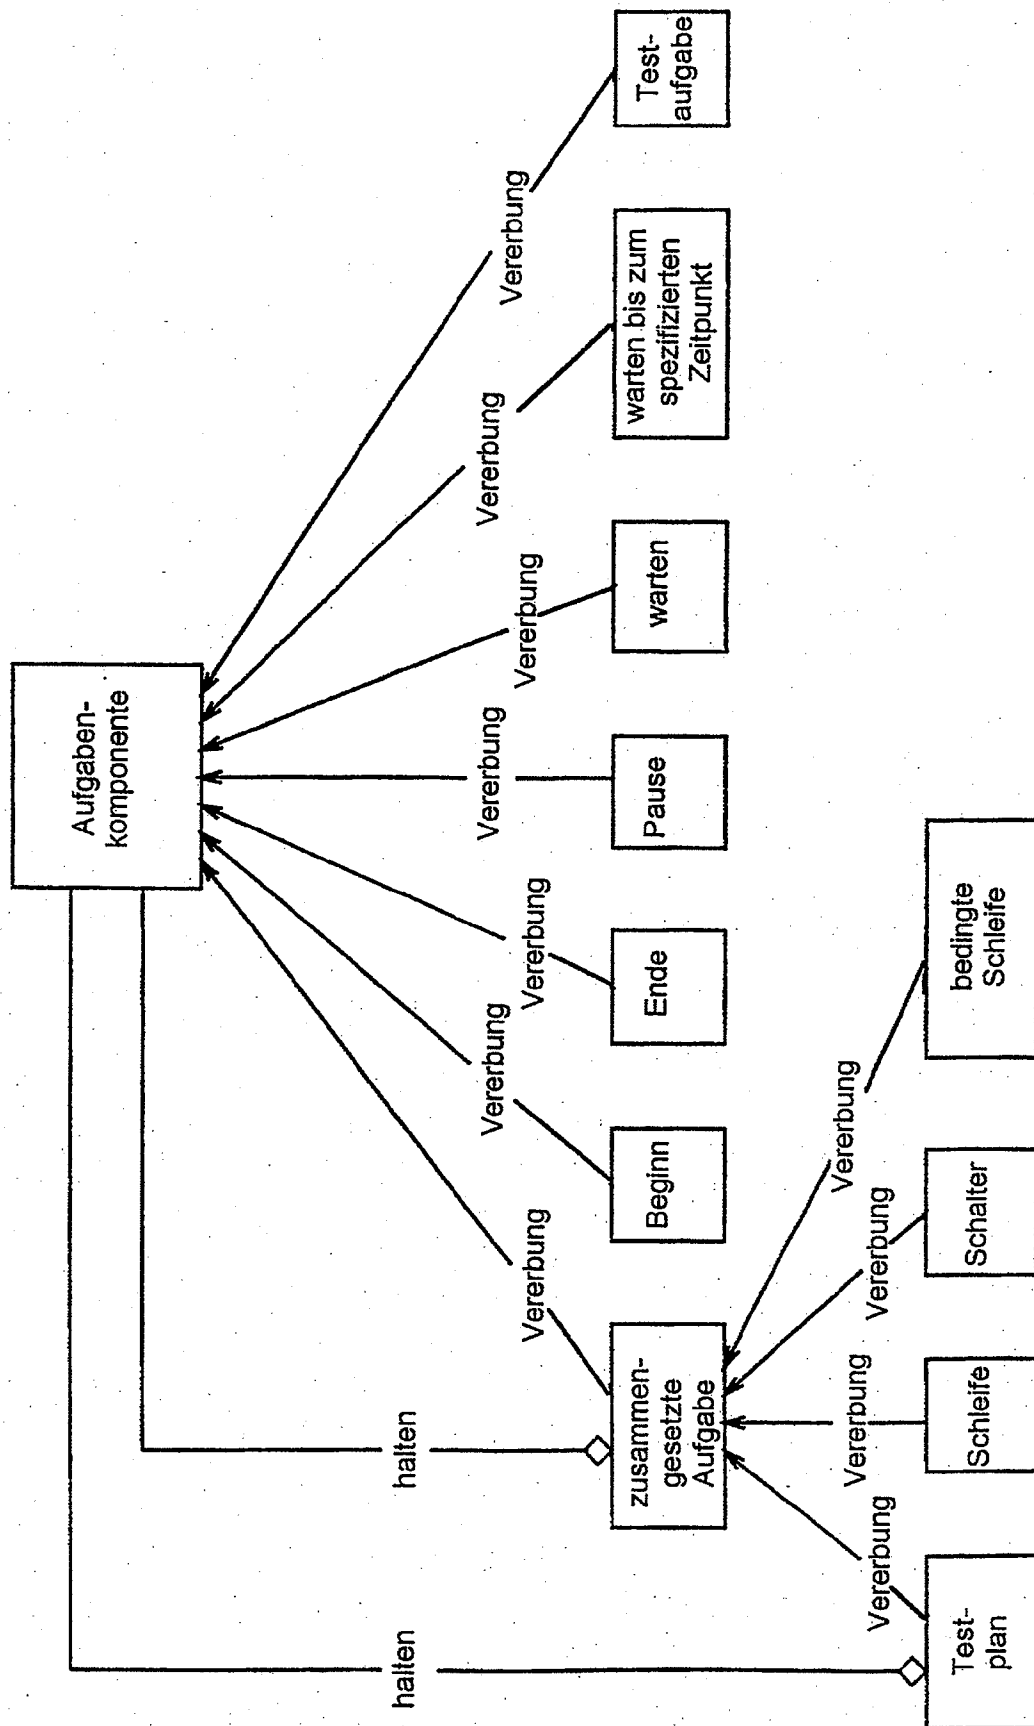 Aufgaben-
komponente
halten
halten
Vererbung
Vererbung
Vererbung
Vererbung
Vererbung
Vererbung
Vererbung
zusammen-
gesetzte
Aufgabe
Beginn
Ende
Pause
warten
warten bis zum
spezifizierten
Zeitpunkt
Test-
aufgabe
Vererbung
Vererbung
Vererbung
Vererbung
Test-
plan
Schleife
Schalter
bedingte
Schleife